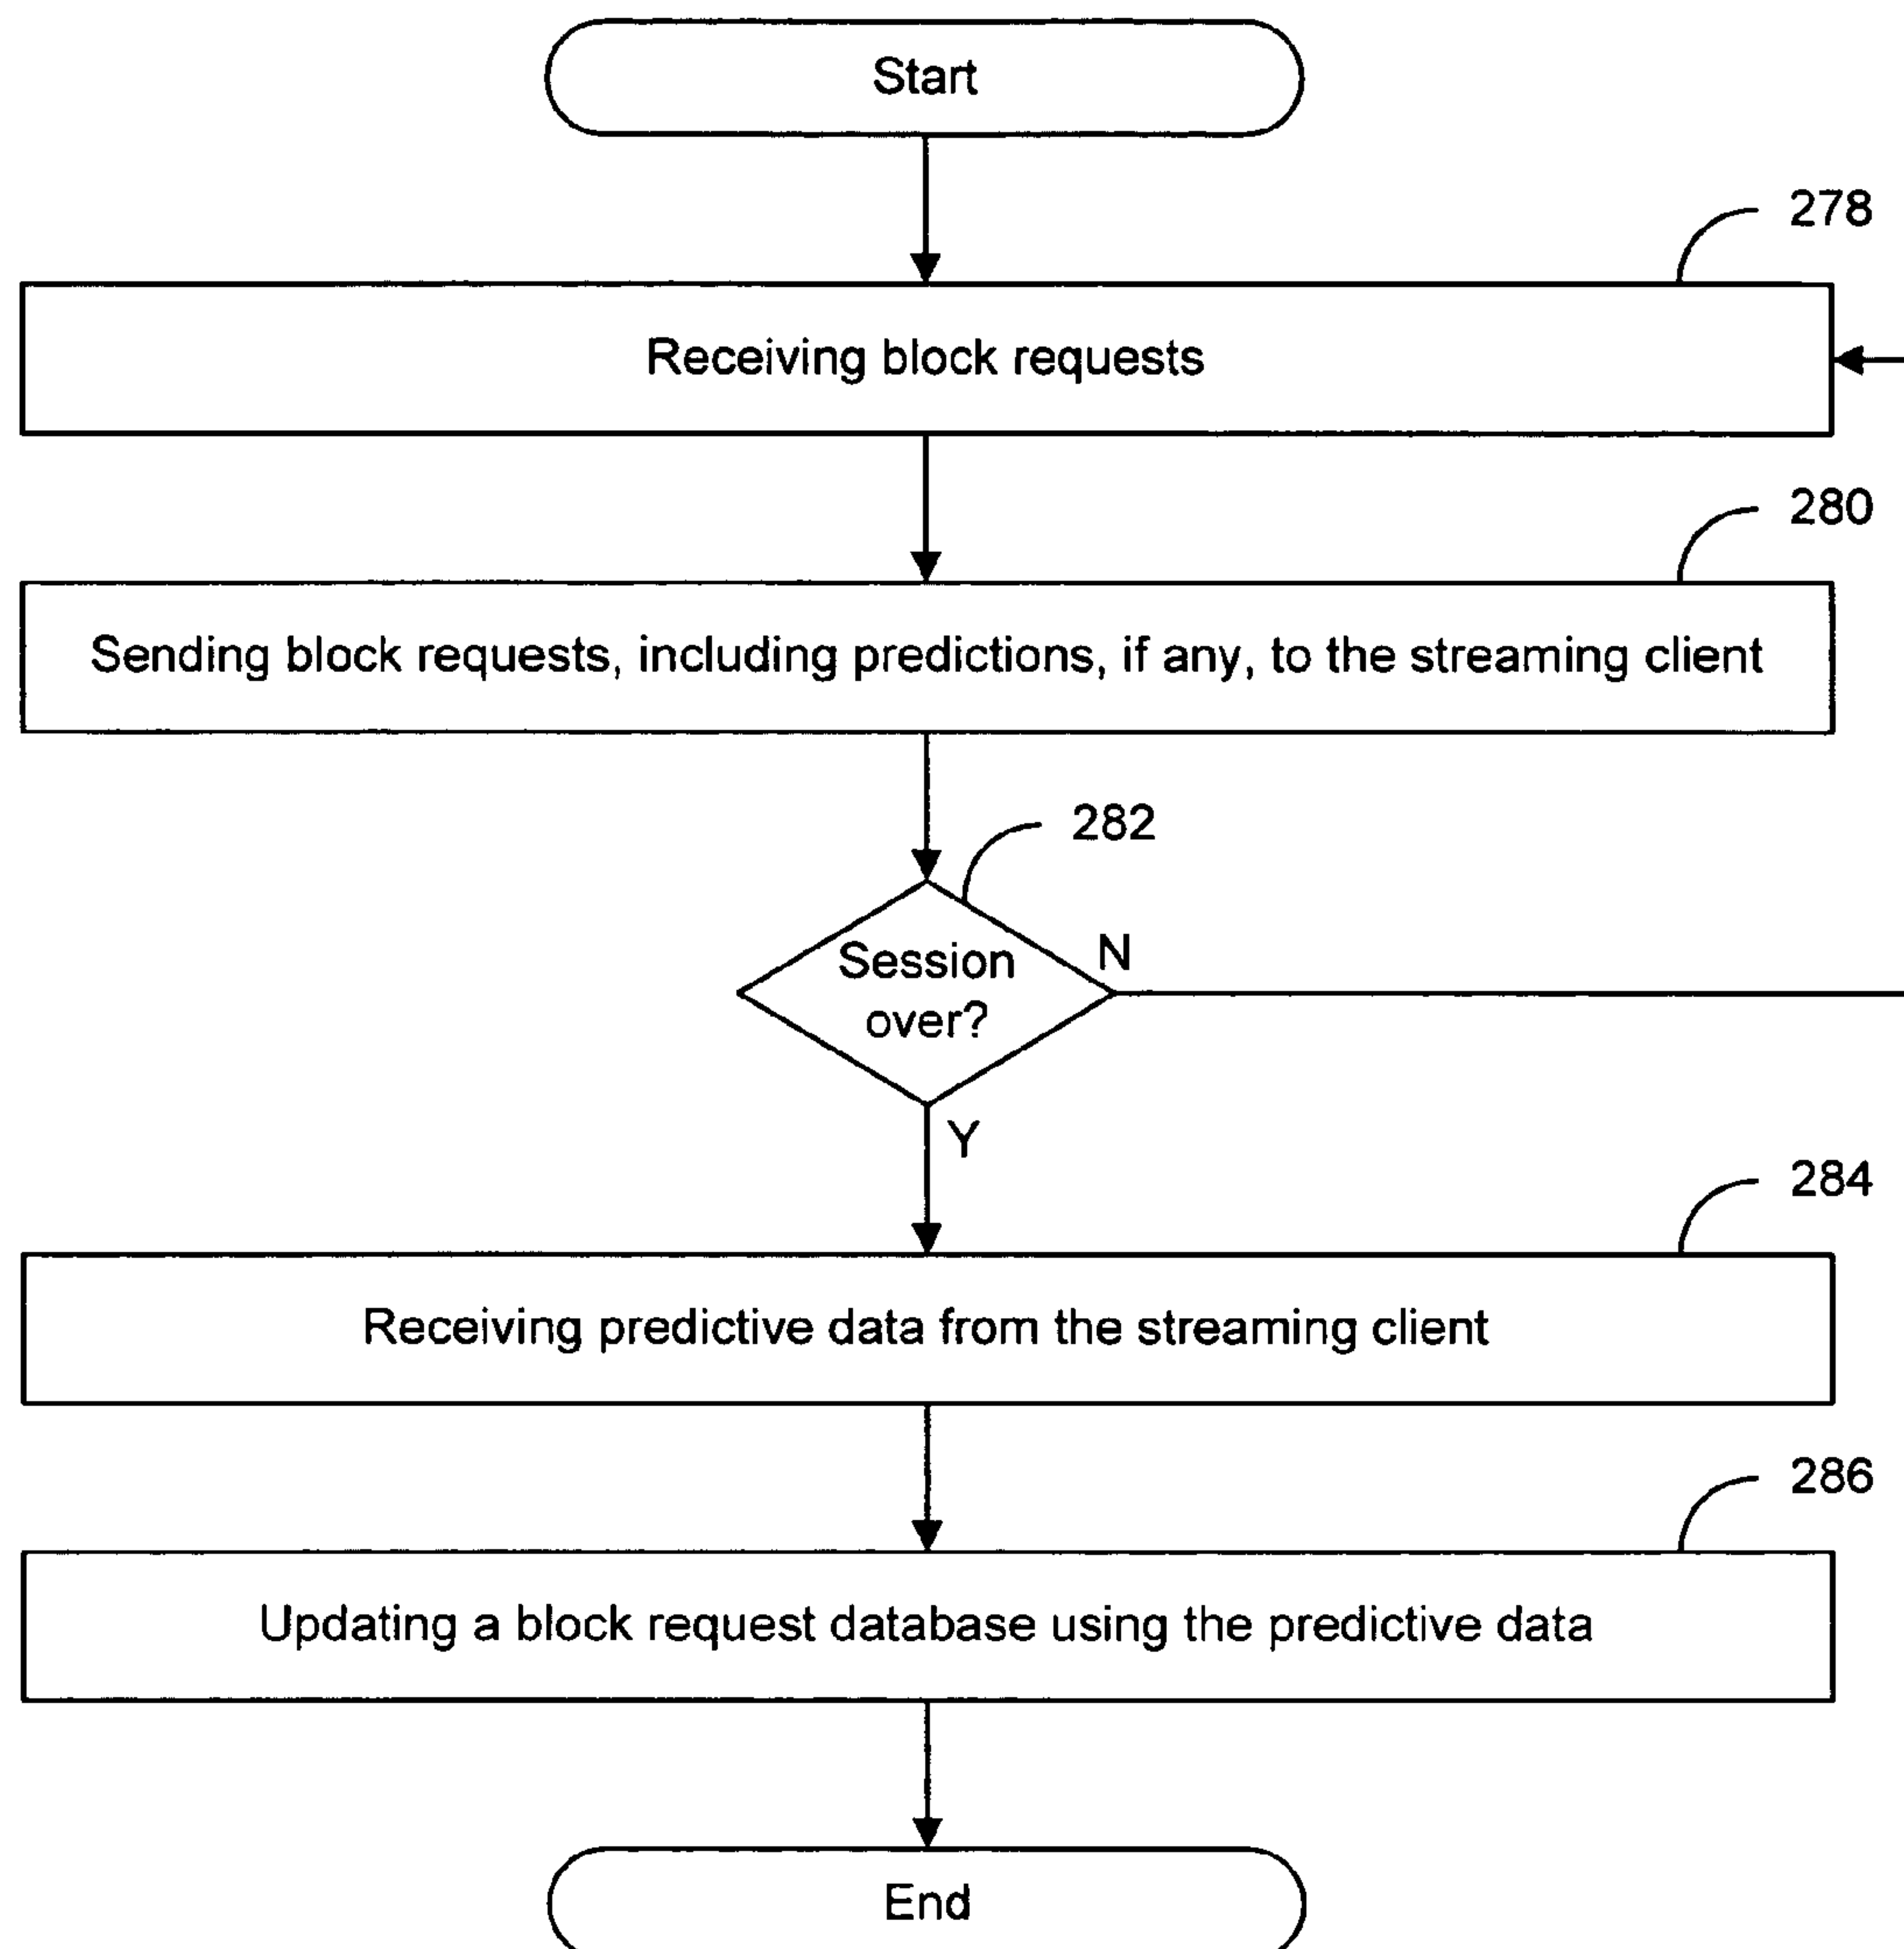 Start
278
Receiving block requests
280
Sending block requests, including predictions, if any, to the streaming client
282
Session
over?
N
Y
284
Receiving predictive data from the streaming client
286
Updating a block request database using the predictive data
End